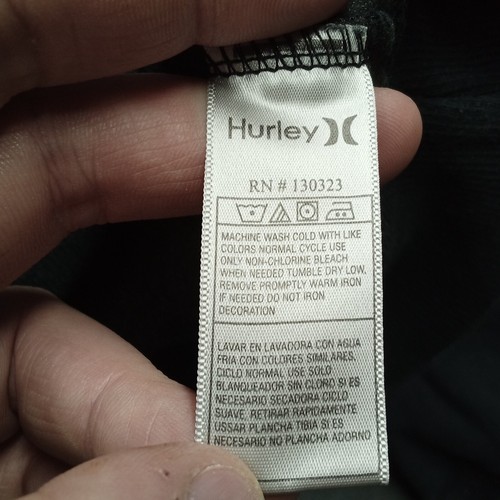 Hurley
RN # 130323
MACHINE WASH COLD WITH LIKE
COLORS NORMAL CYCLE USE
ONLY NON-CHLORINE BLEACH
WHEN NEEDED TUMBLE DRY LOW.
REMOVE PROMPTLY WARM IRON
IF NEEDED DO NOT IRON
DECORATION
LAVAR EN LAVADORA CON AGUA
FRIA CON COLORES SIMILARES,
CICLO NORMAL USE SOLO
BLANQUEADOR SIN CLORO SI ES
NECESARIO SECADORA CICLO
SUAVE, RETIRAR RAPIDAMENTE
USSAR PLANCHA TIBIA SI ES
NECESARIO NO PLANCHA ADORNO